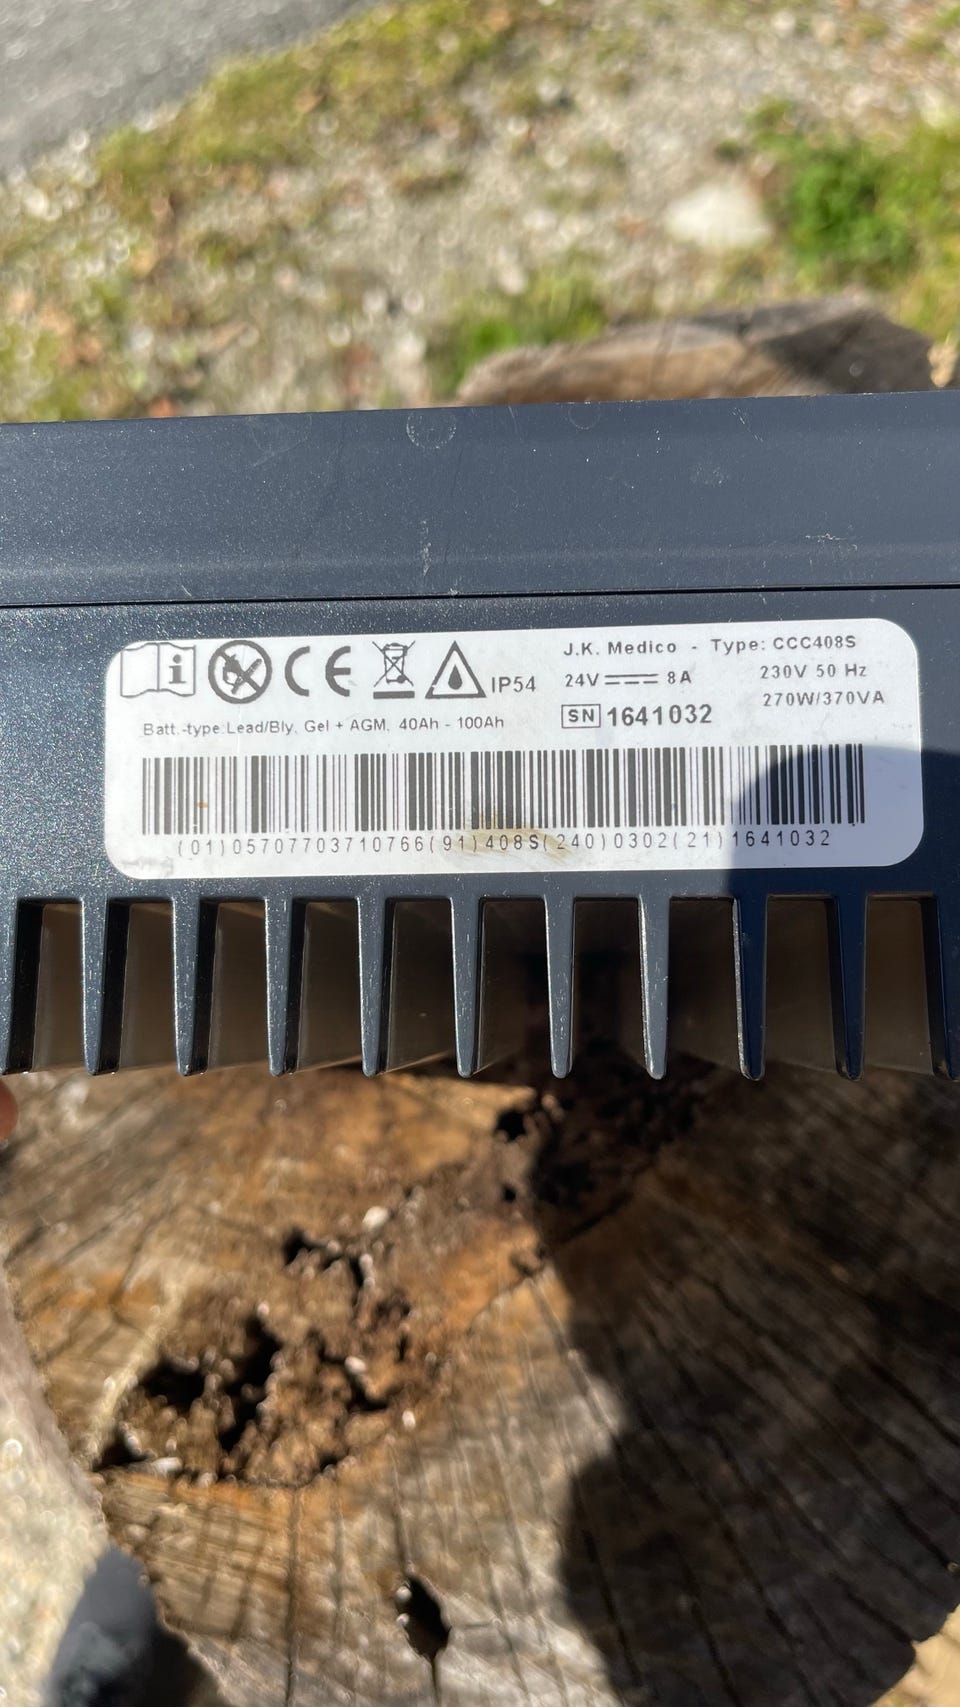 J.K. Medico - Type: CCC408S
IP54 24V 8A 230V 50 Hz
270W/370VA
SN 1641032
Batt.-type:Lead/Bly, Gel + AGM, 40Ah - 100Ah
(01)05707703710766(91)408S(240)0302(21)1641032